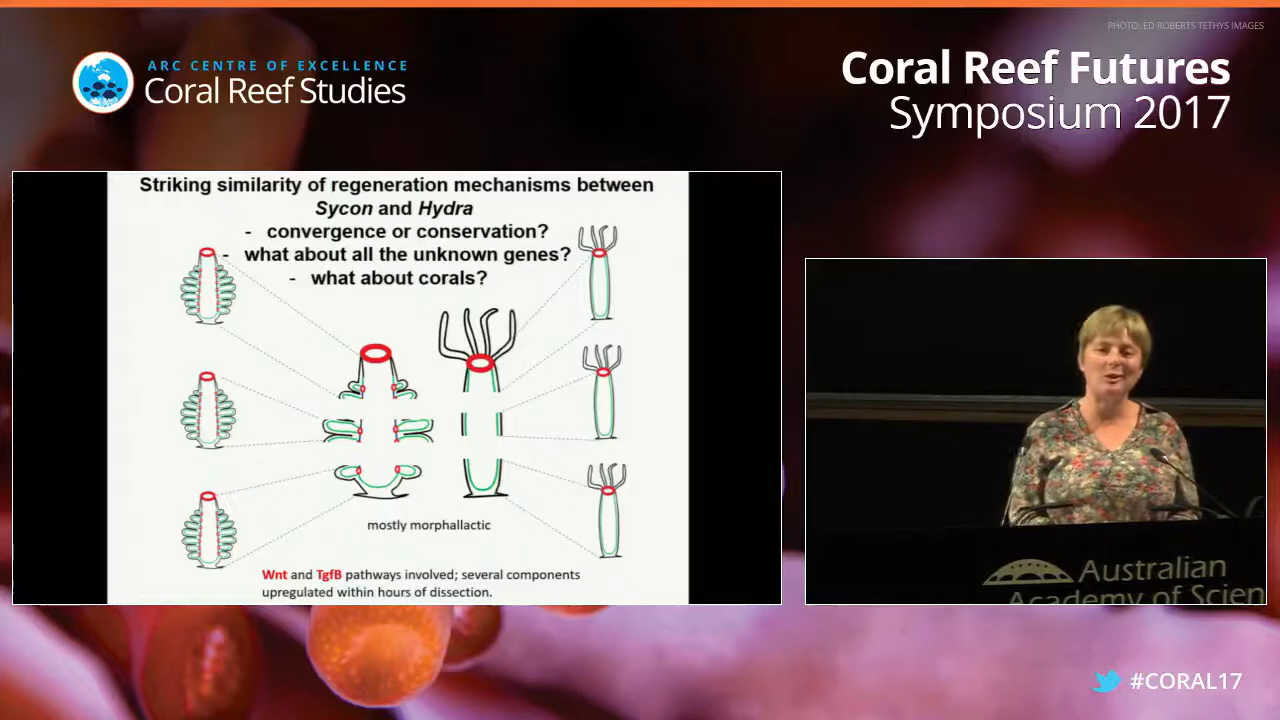 PHOTO: ED ROBERTS TETHYS IMAGES
ARC CENTRE OF EXCELLENCE
Coral Reef Studies
Coral Reef Futures
Symposium 2017
Striking similarity of regeneration mechanisms between
Sycon and Hydra
- convergence or conservation?
- what about all the unknown genes?
- what about corals?
mostly morphallactic
Wnt and TgfB pathways involved; several components
upregulated within hours of dissection.
Australian
Academy of Scien
#CORAL17